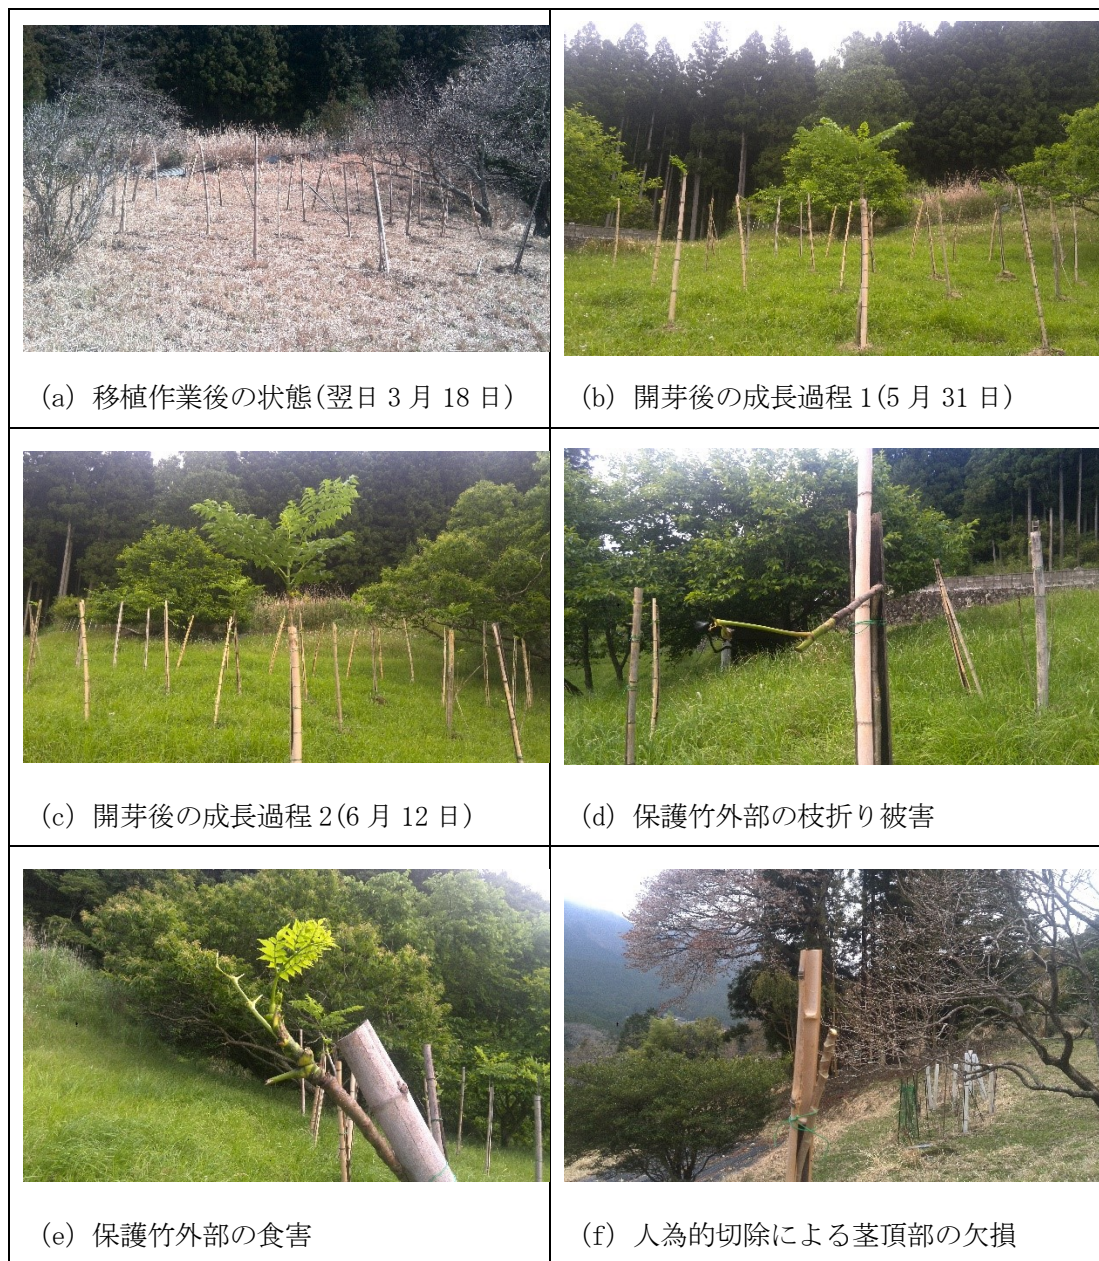 (a) 移植作業後の状態(翌日 3 月 18 日)
(b) 開芽後の成長過程 1(5 月 31 日)
(c) 開芽後の成長過程 2(6 月 12 日)
(d) 保護竹外部の枝折り被害
(e) 保護竹外部の食害
(f) 人為的切除による茎頂部の欠損